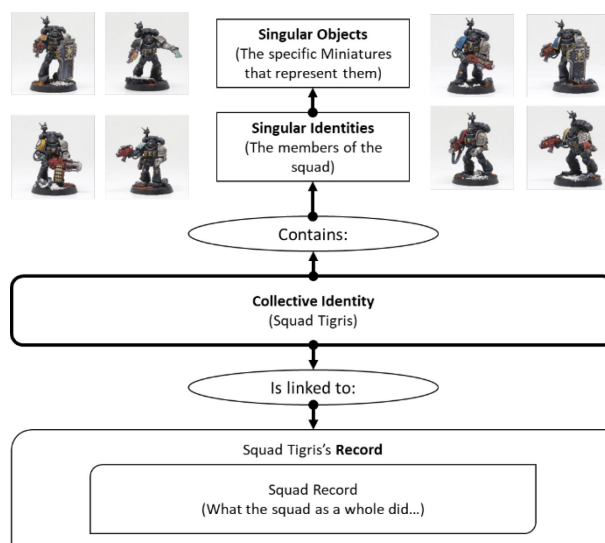 Singular Objects
(The specific Miniatures
that represent them)
Singular Identities
(The members of the
squad)
Contains:
Collective Identity
(Squad Tigris)
Is linked to:
Squad Tigris's Record
Squad Record
(What the squad as a whole did…)